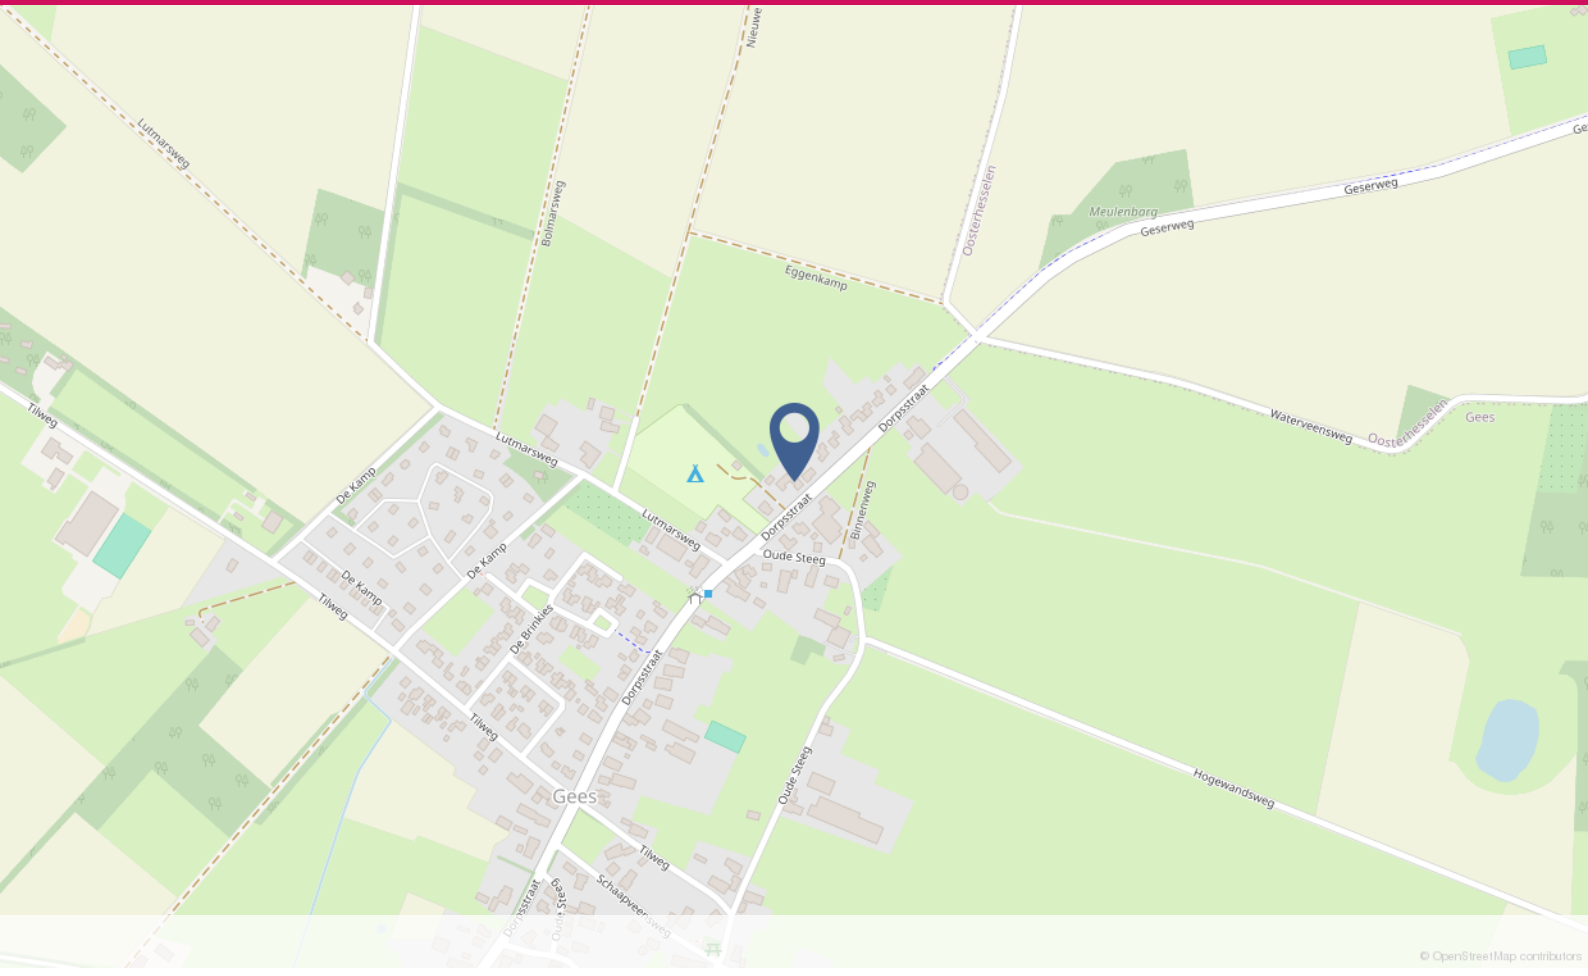 Nieuwe
Ge
Lutmarsweg
Geserweg
Bolmarsweg
Oosterhesselen
Meulenbarg
Geserweg
Eggenkamp
Tilweg
Dorpsstraat
Waterveensweg
Oosterhesselen
Gees
Lutmarsweg
De Kamp
Dorpsstraat
Binnenweg
Lutmarsweg
De Kamp
Oude Steeg
De Kamp
Tilweg
De Brinkies
Dorpsstraat
Tilweg
Oude Steeg
Hogewandsweg
Gees
Tilweg
Schaapveensweg
Dorpsstraat
Oude Steeg
© OpenStreetMap contributors